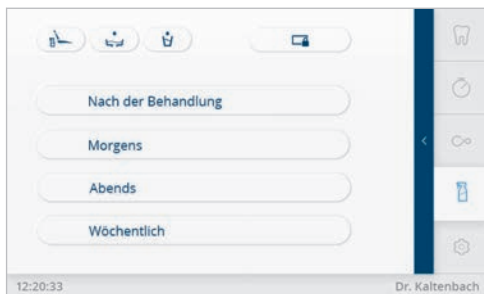 Nach der Behandlung
Morgens
Abends
Wöchentlich
12:20:33 Dr. Kaltenbach